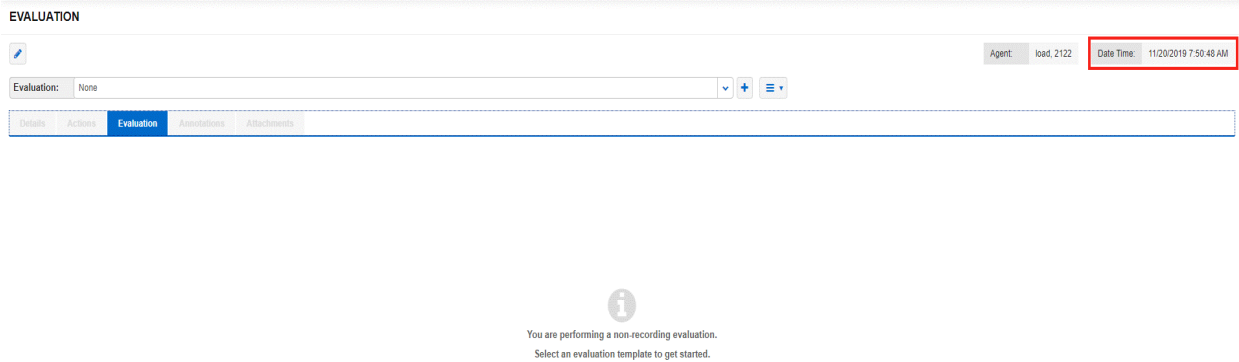 EVALUATION
Agent: load, 2122 Date Time: 11/20/2019 7:50:48 AM
Evaluation: None
Details Actions Evaluation Annotations Attachments
You are performing a non-recording evaluation.
Select an evaluation template to get started.